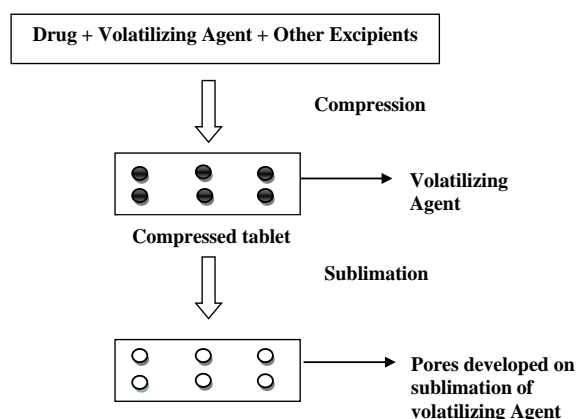 Drug + Volatilizing Agent + Other Excipients
Compression
Volatilizing
Agent
Compressed tablet
Sublimation
Pores developed on
sublimation of
volatilizing Agent